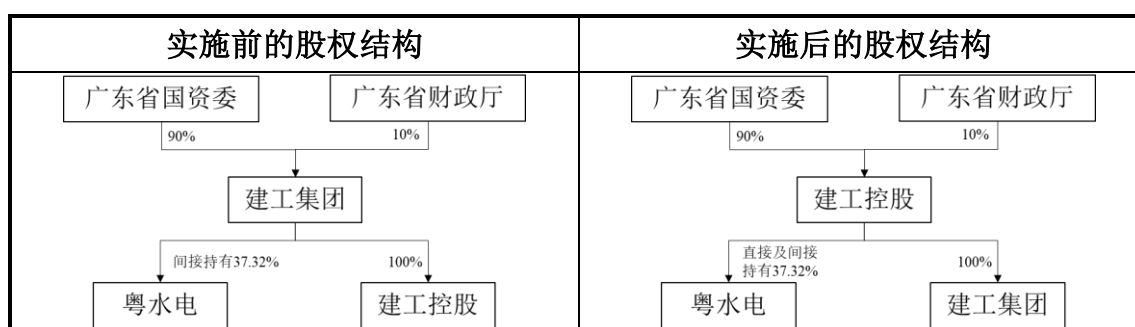 实施前的股权结构
实施后的股权结构
广东省国资委
广东省财政厅
90%
10%
建工集团
间接持有37.32%
100%
粤水电
建工控股
广东省国资委
广东省财政厅
90%
10%
建工控股
直接及间接
持有37.32%
100%
粤水电
建工集团